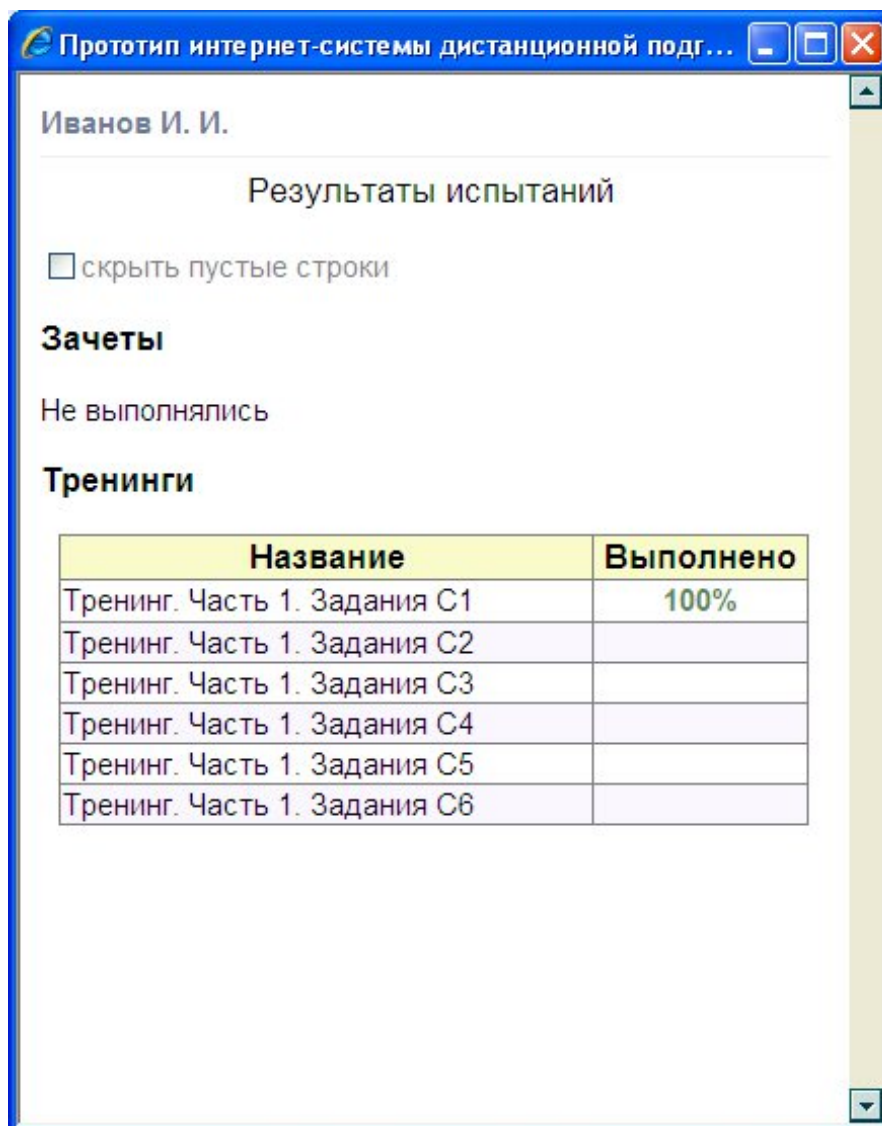 Прототип интернет-системы дистанционной подг...
Иванов И. И.
Результаты испытаний
скрыть пустые строки
Зачеты
Не выполнялись
Тренинги
Название Выполнено
Тренинг. Часть 1. Задания С1 100%
Тренинг. Часть 1. Задания С2
Тренинг. Часть 1. Задания С3
Тренинг. Часть 1. Задания С4
Тренинг. Часть 1. Задания С5
Тренинг. Часть 1. Задания С6